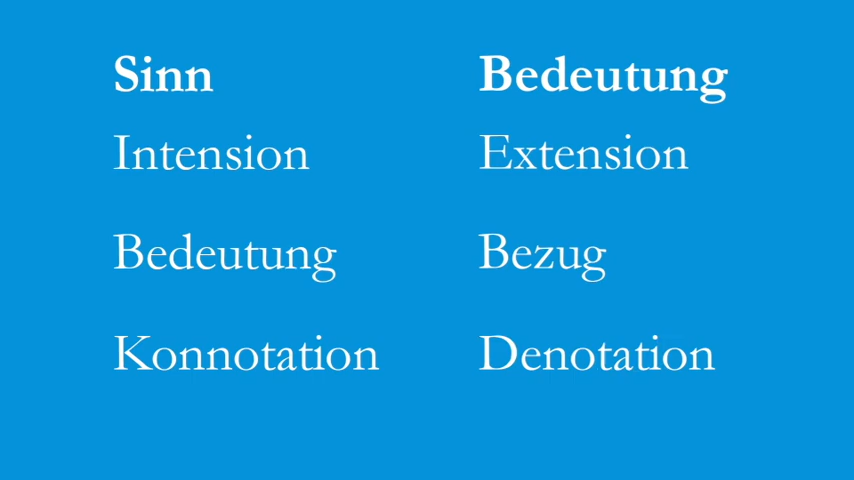 Sinn Bedeutung
Intension Extension
Bedeutung Bezug
Konnotation Denotation